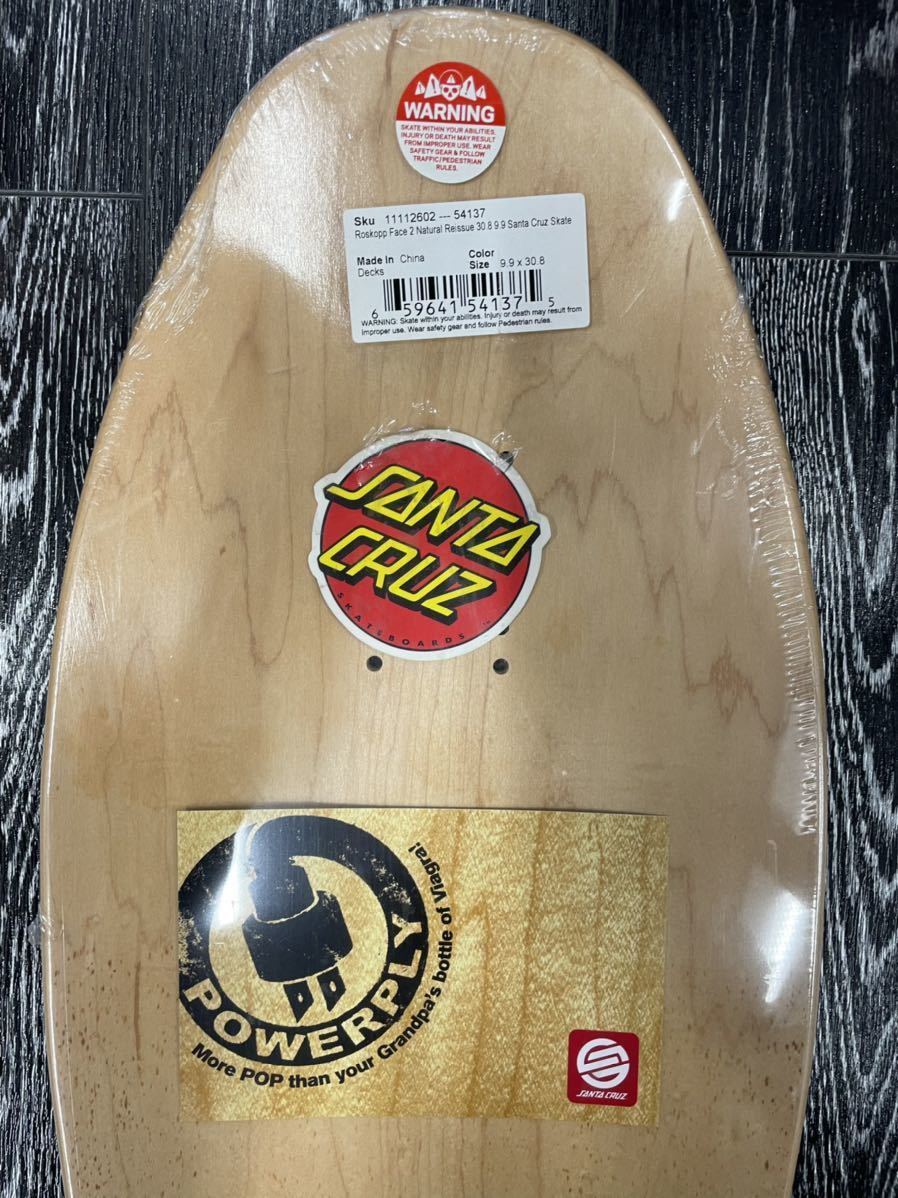 WARNING
SKATE WITHIN YOUR ABILITIES.
INJURY OR DEATH MAY RESULT
FROM IMPROPER USE. WEAR
SAFETY GEAR & FOLLOW
TRAFFIC/PEDESTRIAN
RULES.
Sku 11112602 --- 54137
Roskopp Face 2 Natural Reissue 30.8 9.9 Santa Cruz Skate
Made In China Color
Decks Size 9.9 x 30.8
6 59641 54137 5
WARNING: Skate within your abilities. Injury or death may result from
improper use. Wear safety gear and follow Pedestrian rules.
SANTA
CRUZ
SKATEBOARDS ™
POWERPLY
More POP than your Grandpa's bottle of Viagra!
SANTA CRUZ